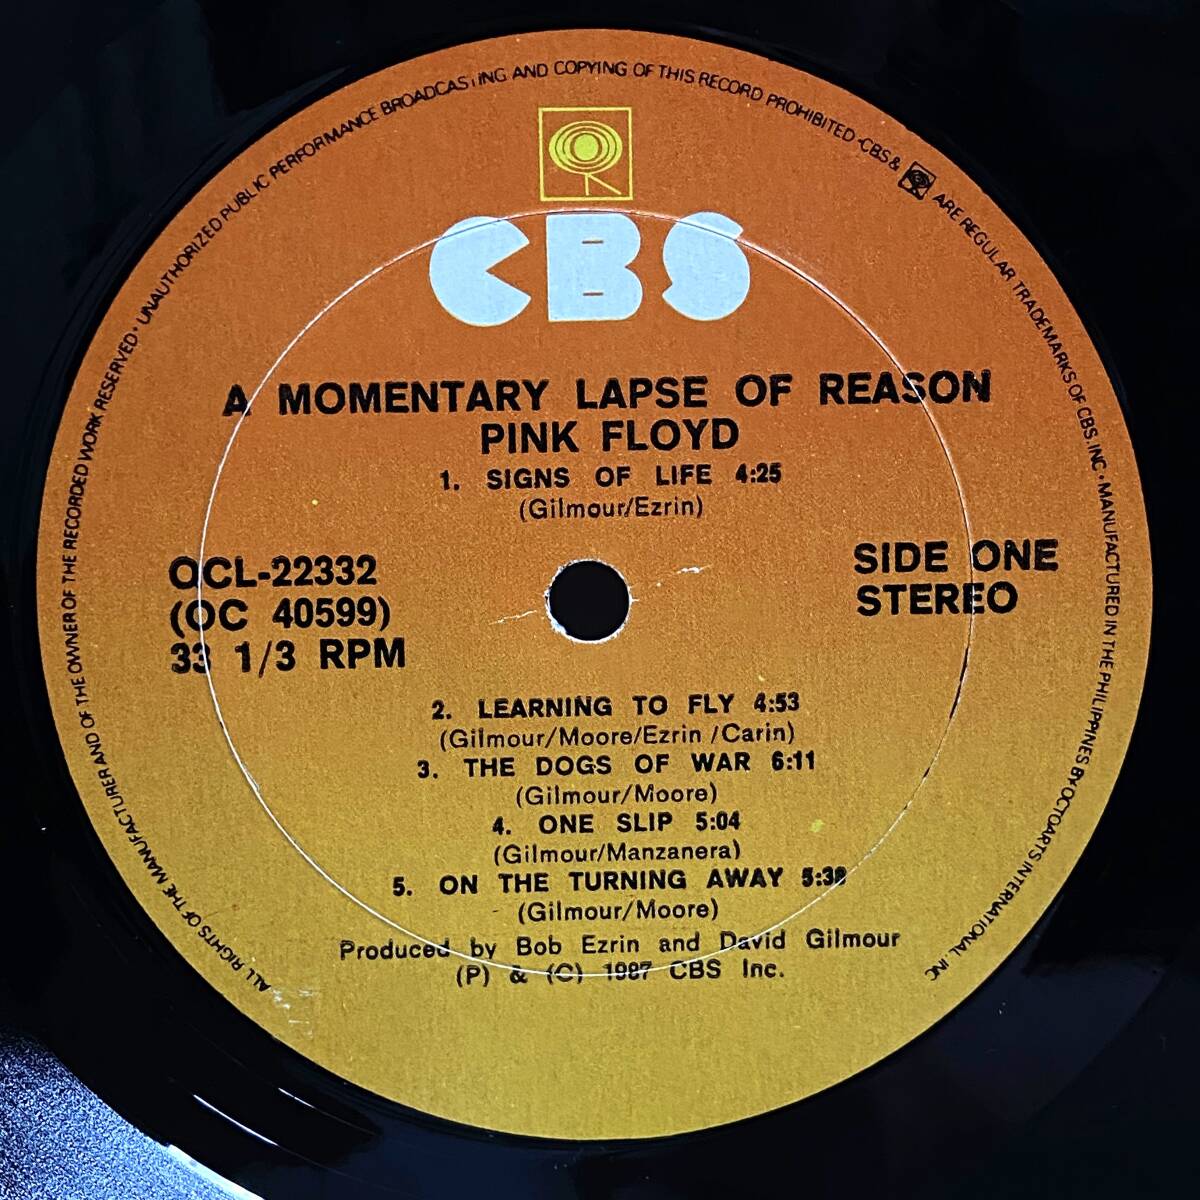 ALL RIGHTS OF THE MANUFACTURER AND OF THE OWNER OF THE RECORDED WORK RESERVED • UNAUTHORIZED PUBLIC PERFORMANCE BROADCASTING AND COPYING OF THIS RECORD PROHIBITED • CBS & ARE REGULAR TRADEMARKS OF CBS. INC • MANUFACTURED IN THE PHILIPPINES BY OCTOARTS INTERNATIONAL INC
CBS
A MOMENTARY LAPSE OF REASON
PINK FLOYD
1. SIGNS OF LIFE 4:25
(Gilmour/Ezrin)
OCL-22332
(OC 40599)
33 1/3 RPM
SIDE ONE
STEREO
2. LEARNING TO FLY 4:53
(Gilmour/Moore/Ezrin /Carin)
3. THE DOGS OF WAR 6:11
(Gilmour/Moore)
4. ONE SLIP 5:04
(Gilmour/Manzanera)
5. ON THE TURNING AWAY 5:38
(Gilmour/Moore)
Produced by Bob Ezrin and David Gilmour
(P) & (C) 1987 CBS Inc.